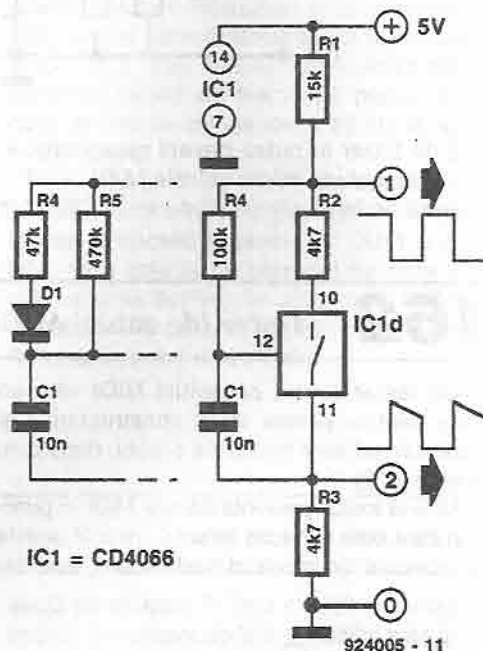 + 5V
14
R1
15k
IC1
7
1
R4
R5
R4
R2
47k
470k
100k
4k7
D1
10
IC1d
12
11
C1
C1
10n
10n
2
R3
4k7
IC1 = CD4066
0
924005 - 11